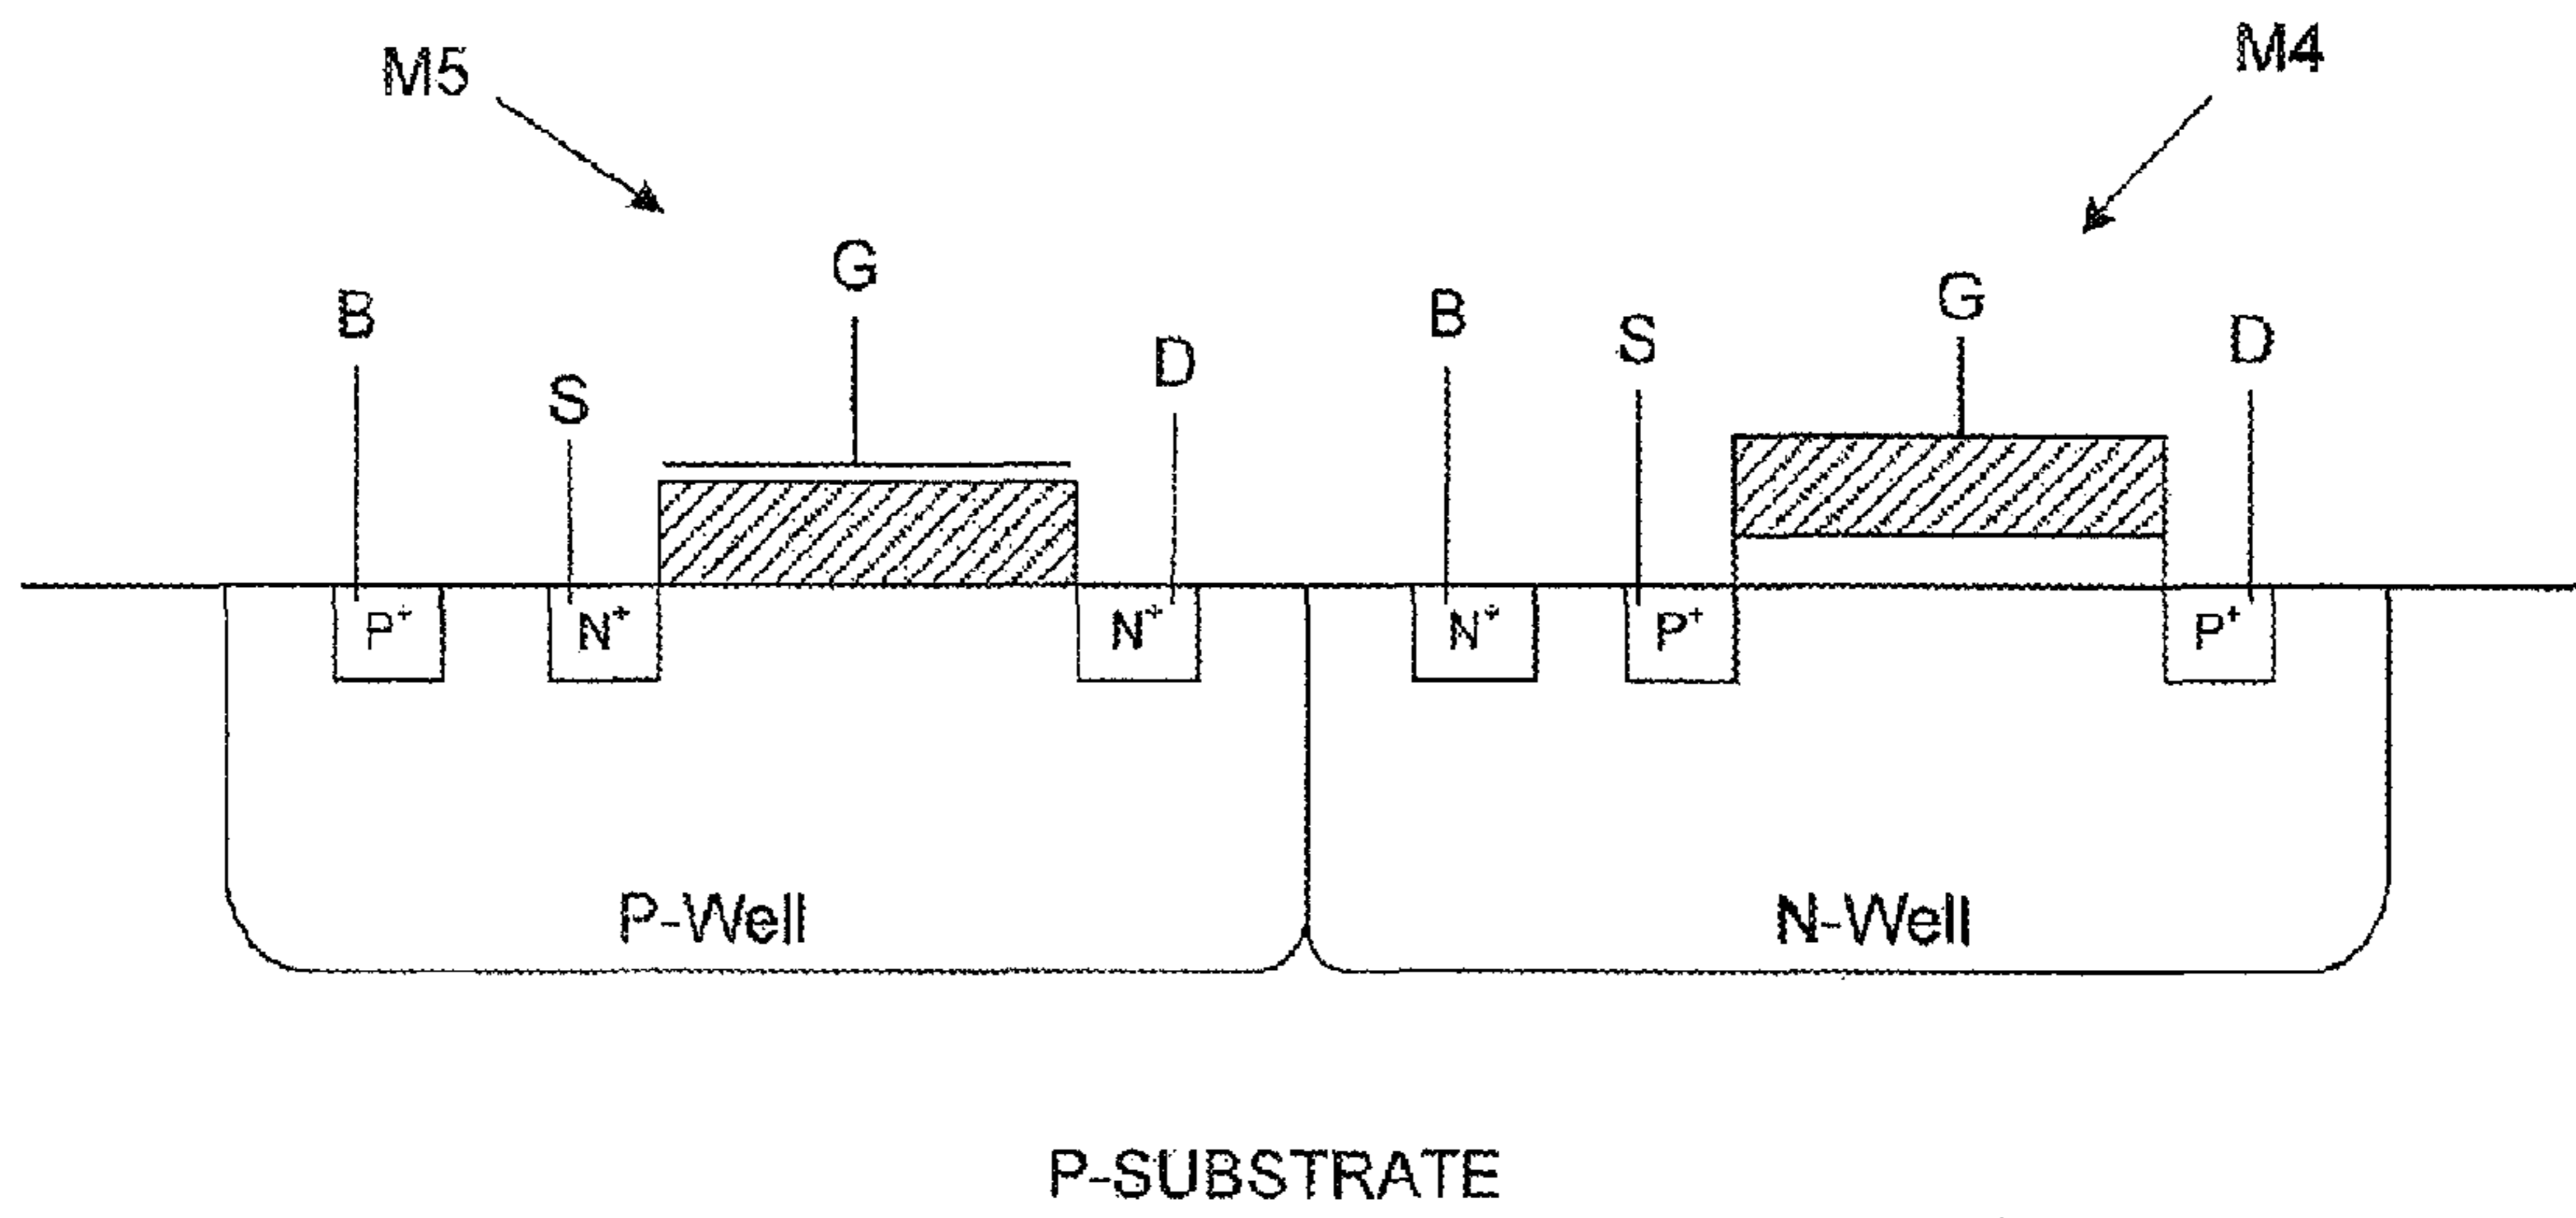 M5
M4
G
G
B
B
S
D
D
S
P+
N+
N+
N+
P+
P+
P-Well
N-Well
P-SUBSTRATE